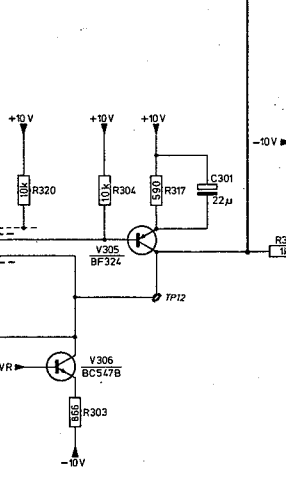 +10V
+10V
+10V
-10V
10k
R320
10k
R304
590
R317
C301
22μ
V305
BF324
TP12
VR
V306
BC547B
866
R303
-10V